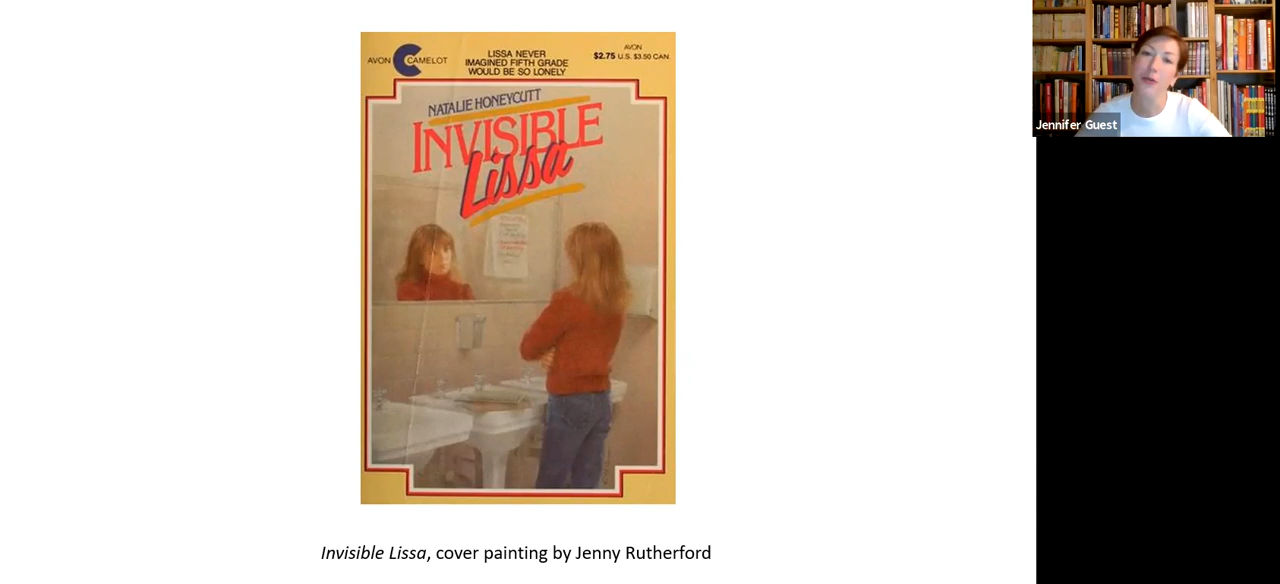 AVON CAMELOT
LISSA NEVER
IMAGINED FIFTH GRADE
WOULD BE SO LONELY
AVON
$2.75 U.S. $3.50 CAN
NATALIE HONEYCUTT
INVISIBLE
Lissa
Invisible Lissa, cover painting by Jenny Rutherford
Jennifer Guest